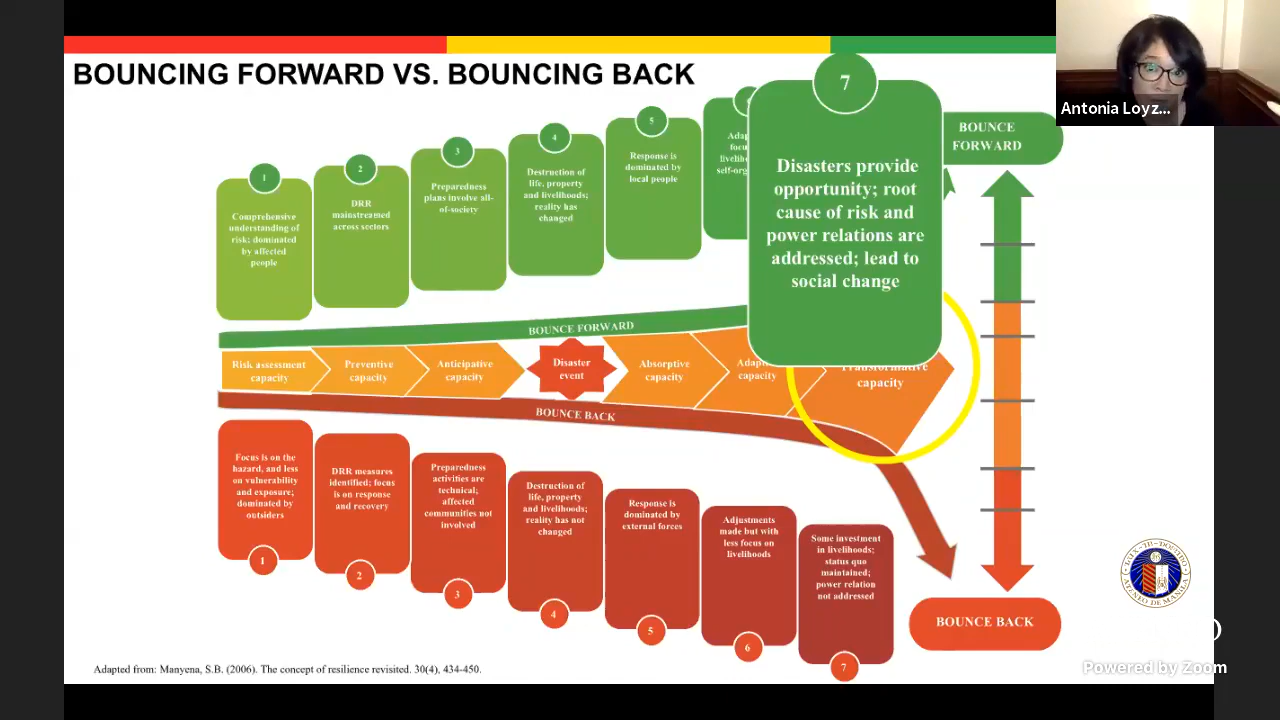 BOUNCING FORWARD VS. BOUNCING BACK
Antonia Loyz...
1
Comprehensive
understanding of
risk; dominated
by affected
people
2
DRR
mainstreamed
across sectors
3
Preparedness
plans involve all-
of-society
4
Destruction of
life, property
and livelihoods;
reality has
changed
5
Response is
dominated by
local people
7
Disasters provide
opportunity; root
cause of risk and
power relations are
addressed; lead to
social change
BOUNCE
FORWARD
BOUNCE FORWARD
Risk assessment
capacity
Preventive
capacity
Anticipative
capacity
Disaster
event
Absorptive
capacity
capacity
Transformative
capacity
BOUNCE BACK
Focus is on the
hazard, and less
on vulnerability
and exposure;
dominated by
outsiders
1
DRR measures
identified; focus
is on response
and recovery
2
Preparedness
activities are
technical;
affected
communities not
involved
3
Destruction of
life, property
and livelihoods;
reality has not
changed
4
Response is
dominated by
external forces
5
Adjustments
made but with
less focus on
livelihoods
6
Some investment
in livelihoods;
status quo
maintained;
power relation
not addressed
7
BOUNCE BACK
ATENEO DE MANILA
Adapted from: Manyena, S.B. (2006). The concept of resilience revisited. 30(4), 434-450.
Powered by Zoom